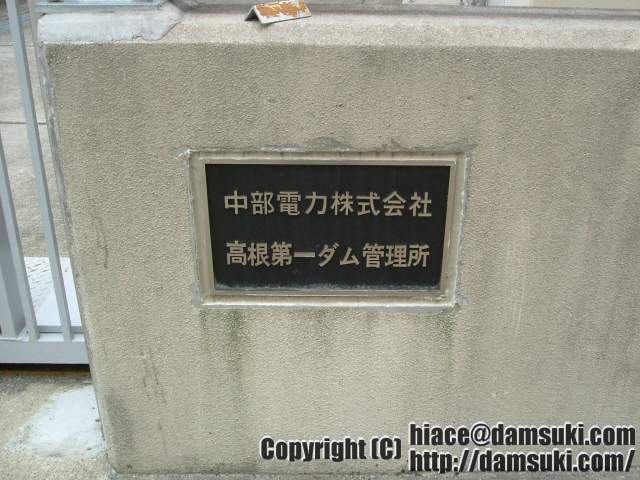 中部電力株式会社
高根第一ダム管理所
Copyright (C) hiace@damsuki.com
http://damsuki.com/